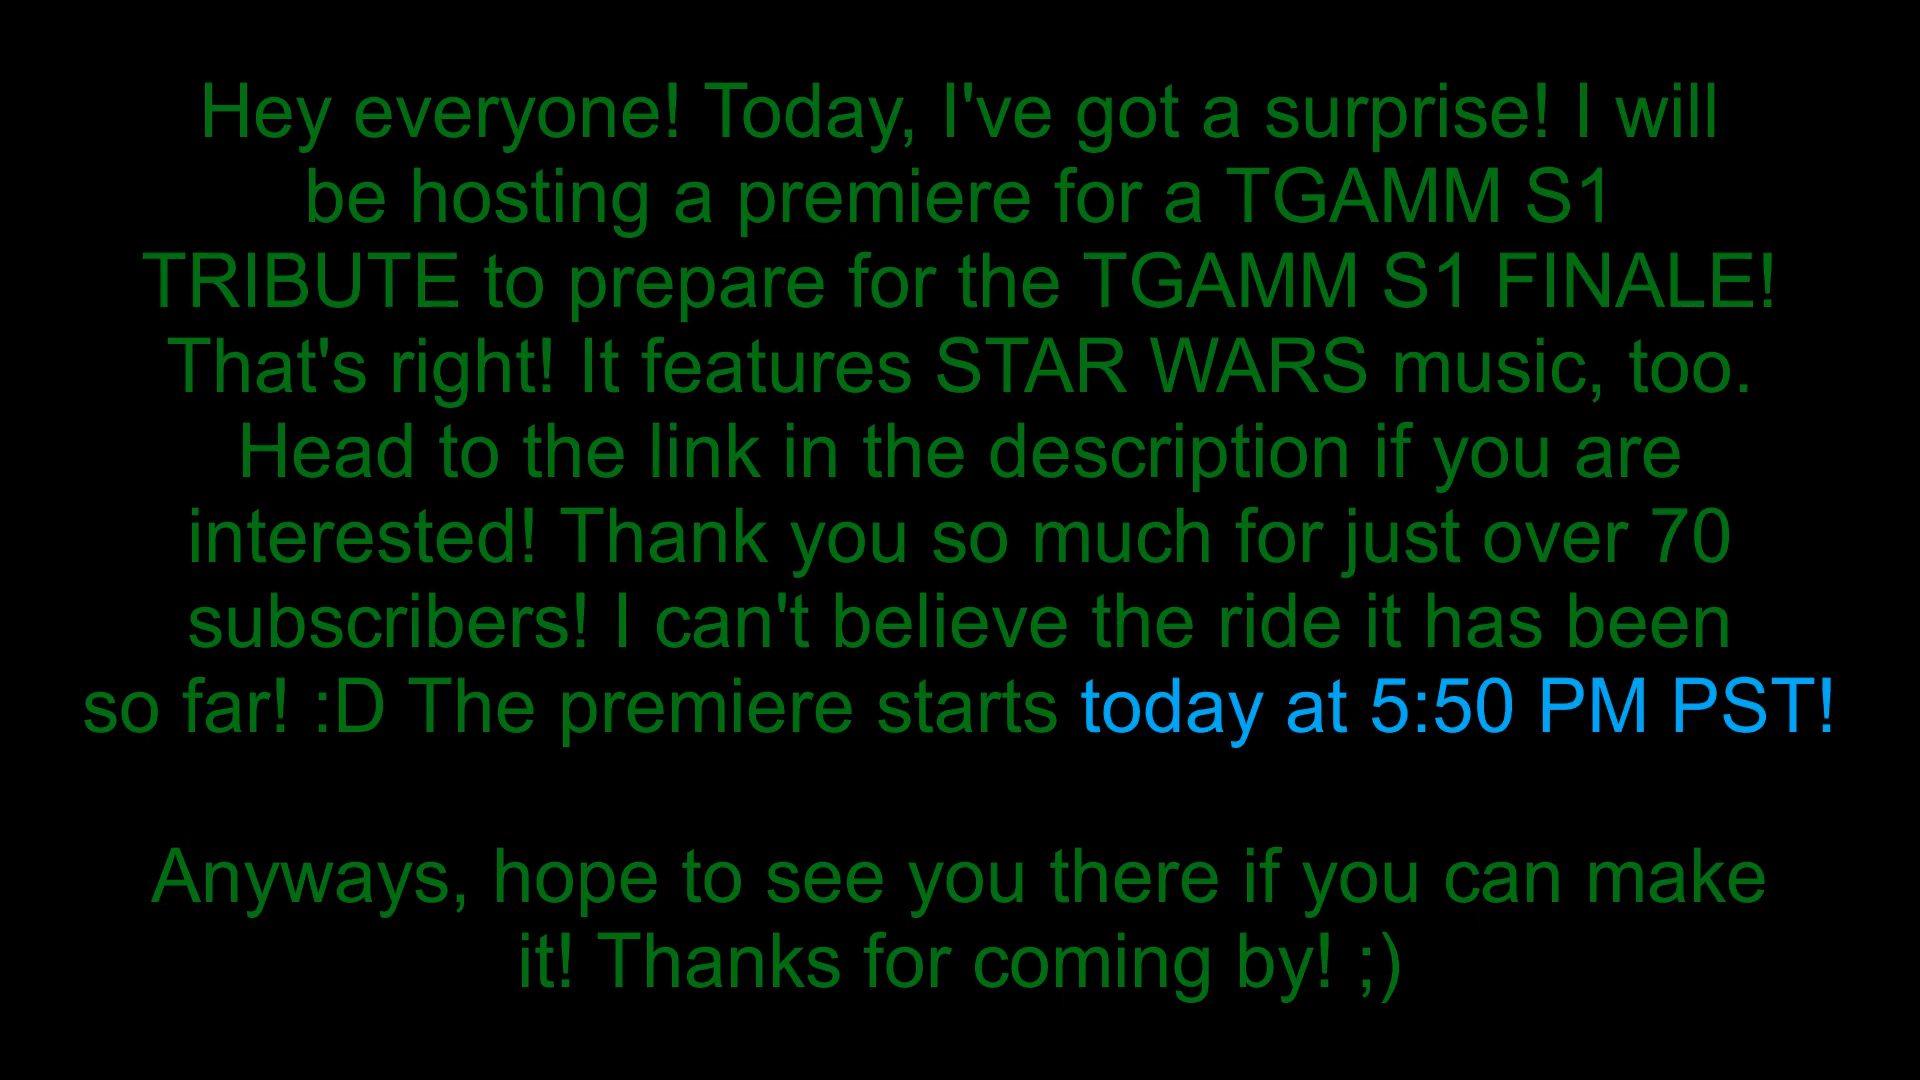 Hey everyone! Today, I've got a surprise! I will
be hosting a premiere for a TGAMM S1
TRIBUTE to prepare for the TGAMM S1 FINALE!
That's right! It features STAR WARS music, too.
Head to the link in the description if you are
interested! Thank you so much for just over 70
subscribers! I can't believe the ride it has been
so far! :D The premiere starts today at 5:50 PM PST!
Anyways, hope to see you there if you can make
it! Thanks for coming by! ;)